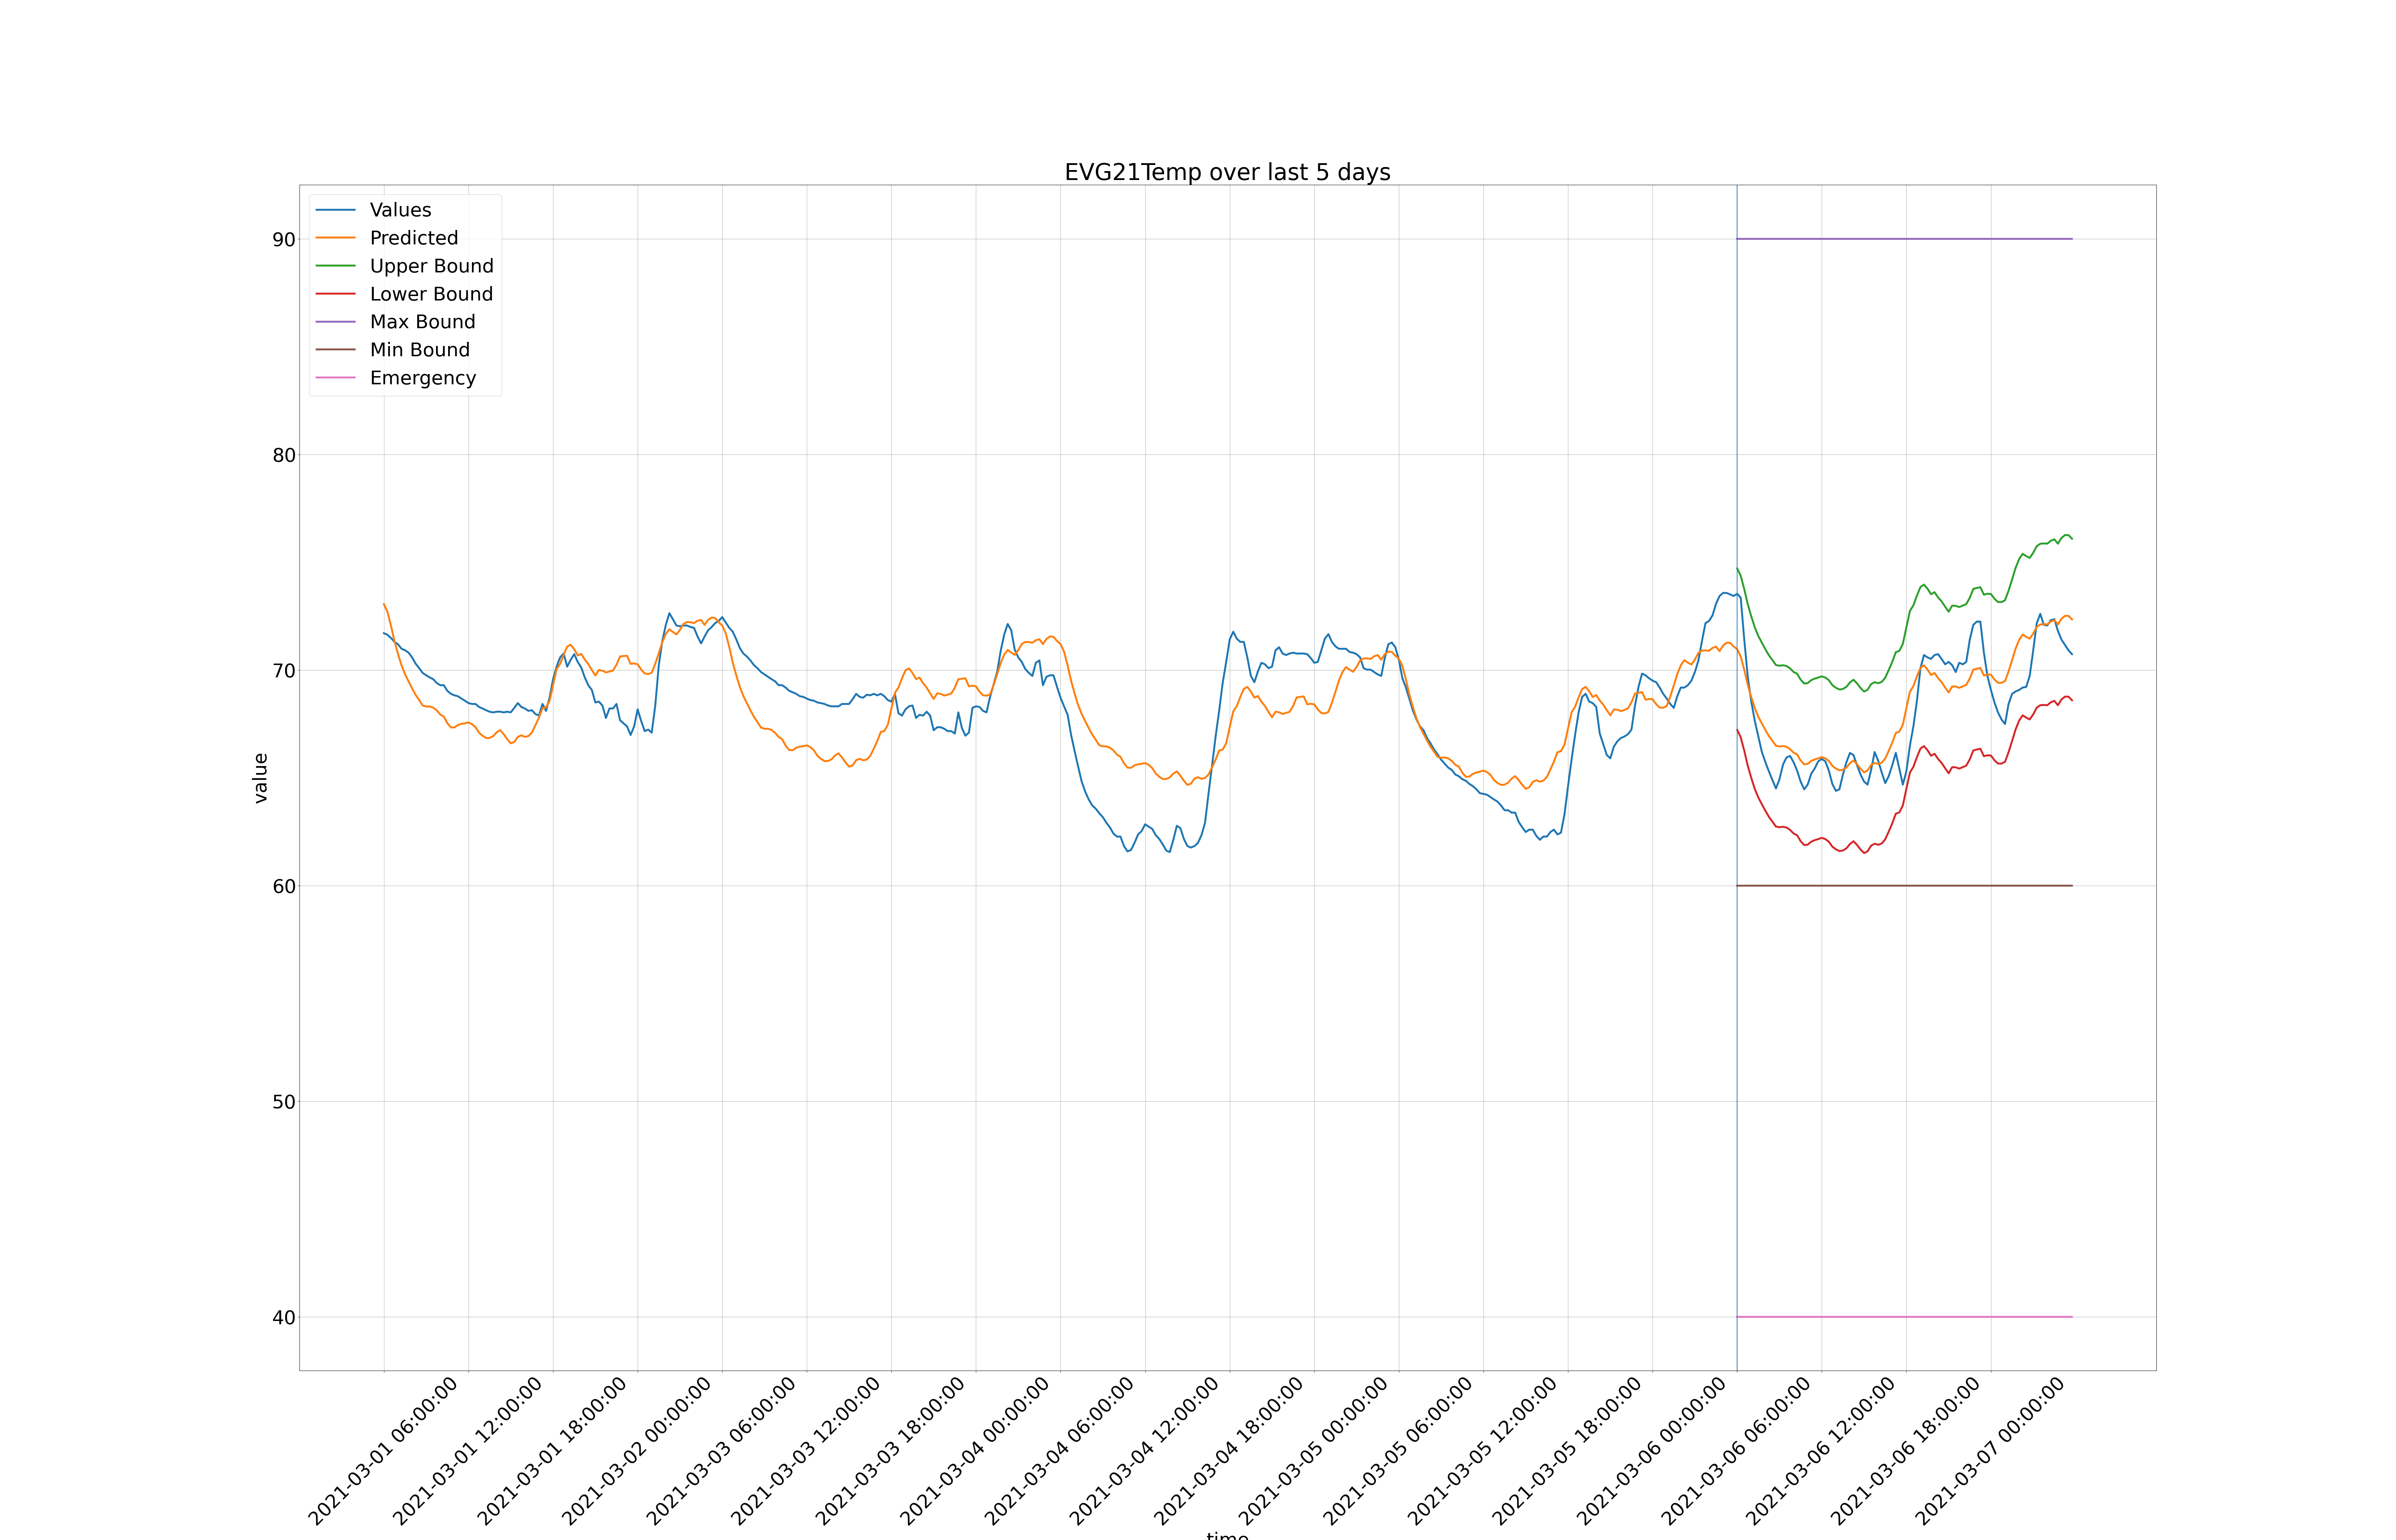 EVG21Temp over last 5 days
Values
Predicted
Upper Bound
Lower Bound
Max Bound
Min Bound
Emergency
90
80
70
60
50
40
value
2021-03-01 06:00:00
2021-03-01 12:00:00
2021-03-01 18:00:00
2021-03-02 00:00:00
2021-03-03 06:00:00
2021-03-03 12:00:00
2021-03-03 18:00:00
2021-03-04 00:00:00
2021-03-04 06:00:00
2021-03-04 12:00:00
2021-03-04 18:00:00
2021-03-05 00:00:00
2021-03-05 06:00:00
2021-03-05 12:00:00
2021-03-05 18:00:00
2021-03-06 00:00:00
2021-03-06 06:00:00
2021-03-06 12:00:00
2021-03-06 18:00:00
2021-03-07 00:00:00
time